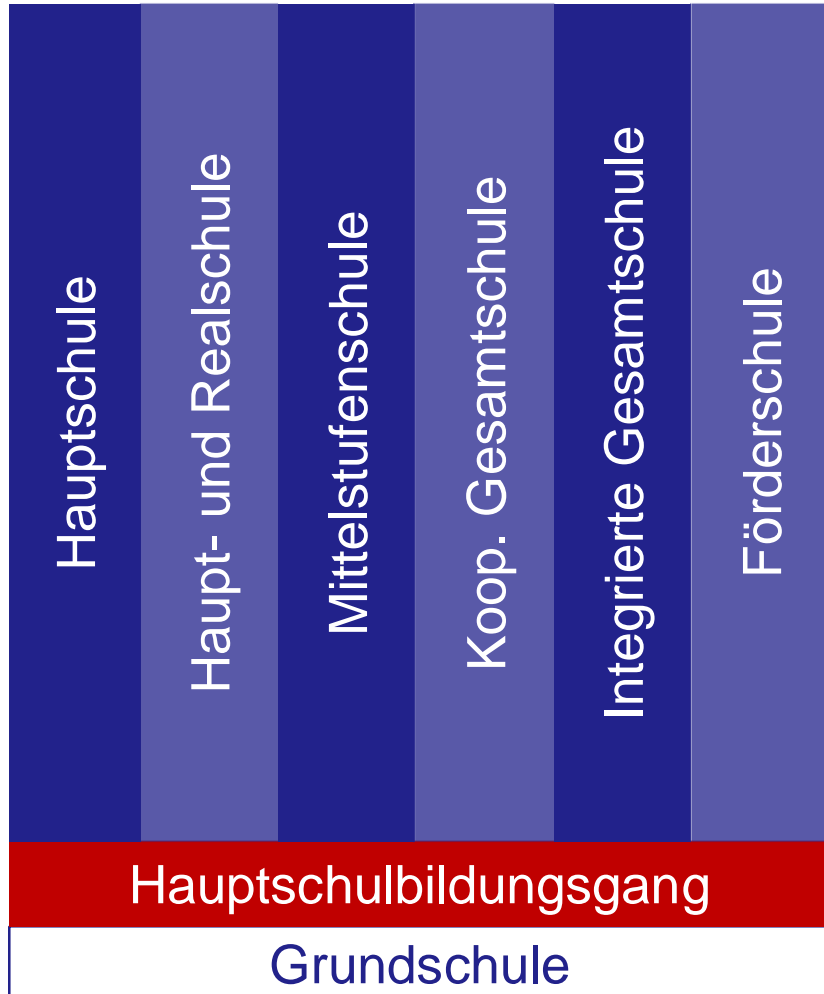 Hauptschule
Haupt- und Realschule
Mittelstufenschule
Koop. Gesamtschule
Integrierte Gesamtschule
Förderschule
Hauptschulbildungsgang
Grundschule